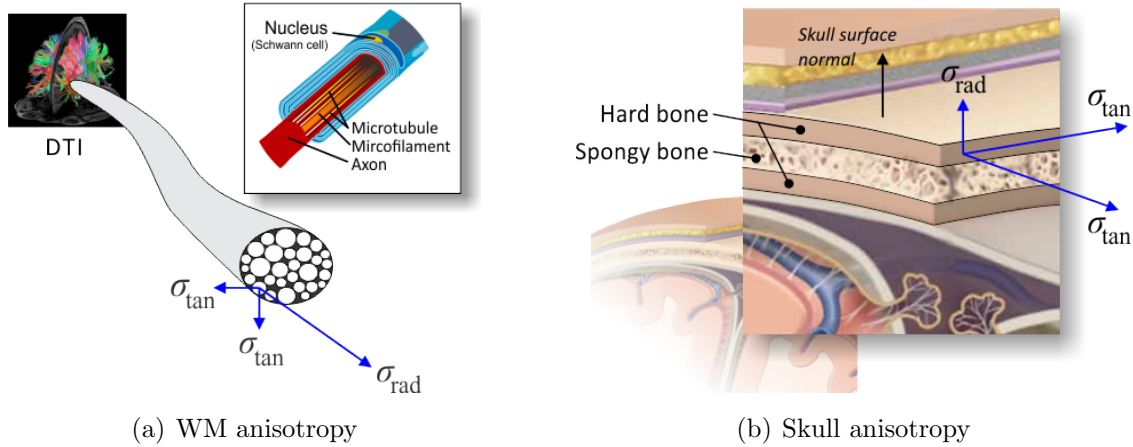 DTI
Nucleus
(Schwann cell)
Microtubule
Mircofilament
Axon
σtan
σtan
σrad
(a) WM anisotropy
Skull surface
normal
σrad
σtan
Hard bone
Spongy bone
σtan
(b) Skull anisotropy